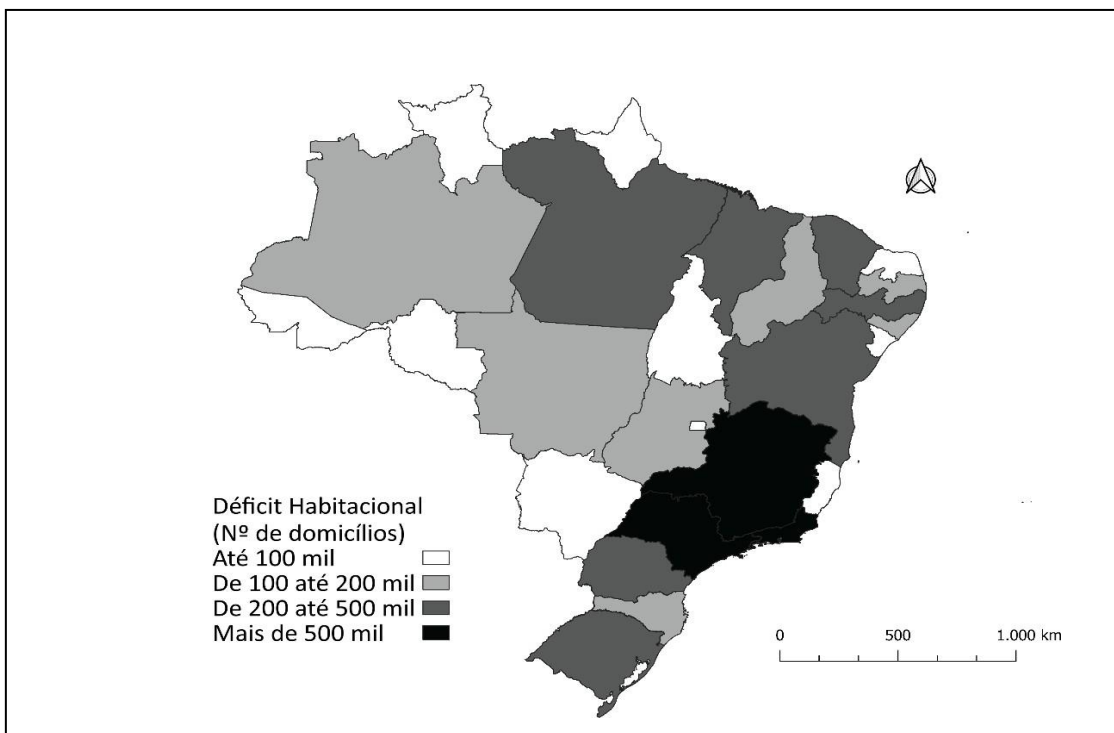 Déficit Habitacional
(Nº de domicílios)
Até 100 mil
De 100 até 200 mil
De 200 até 500 mil
Mais de 500 mil
0 500 1.000 km